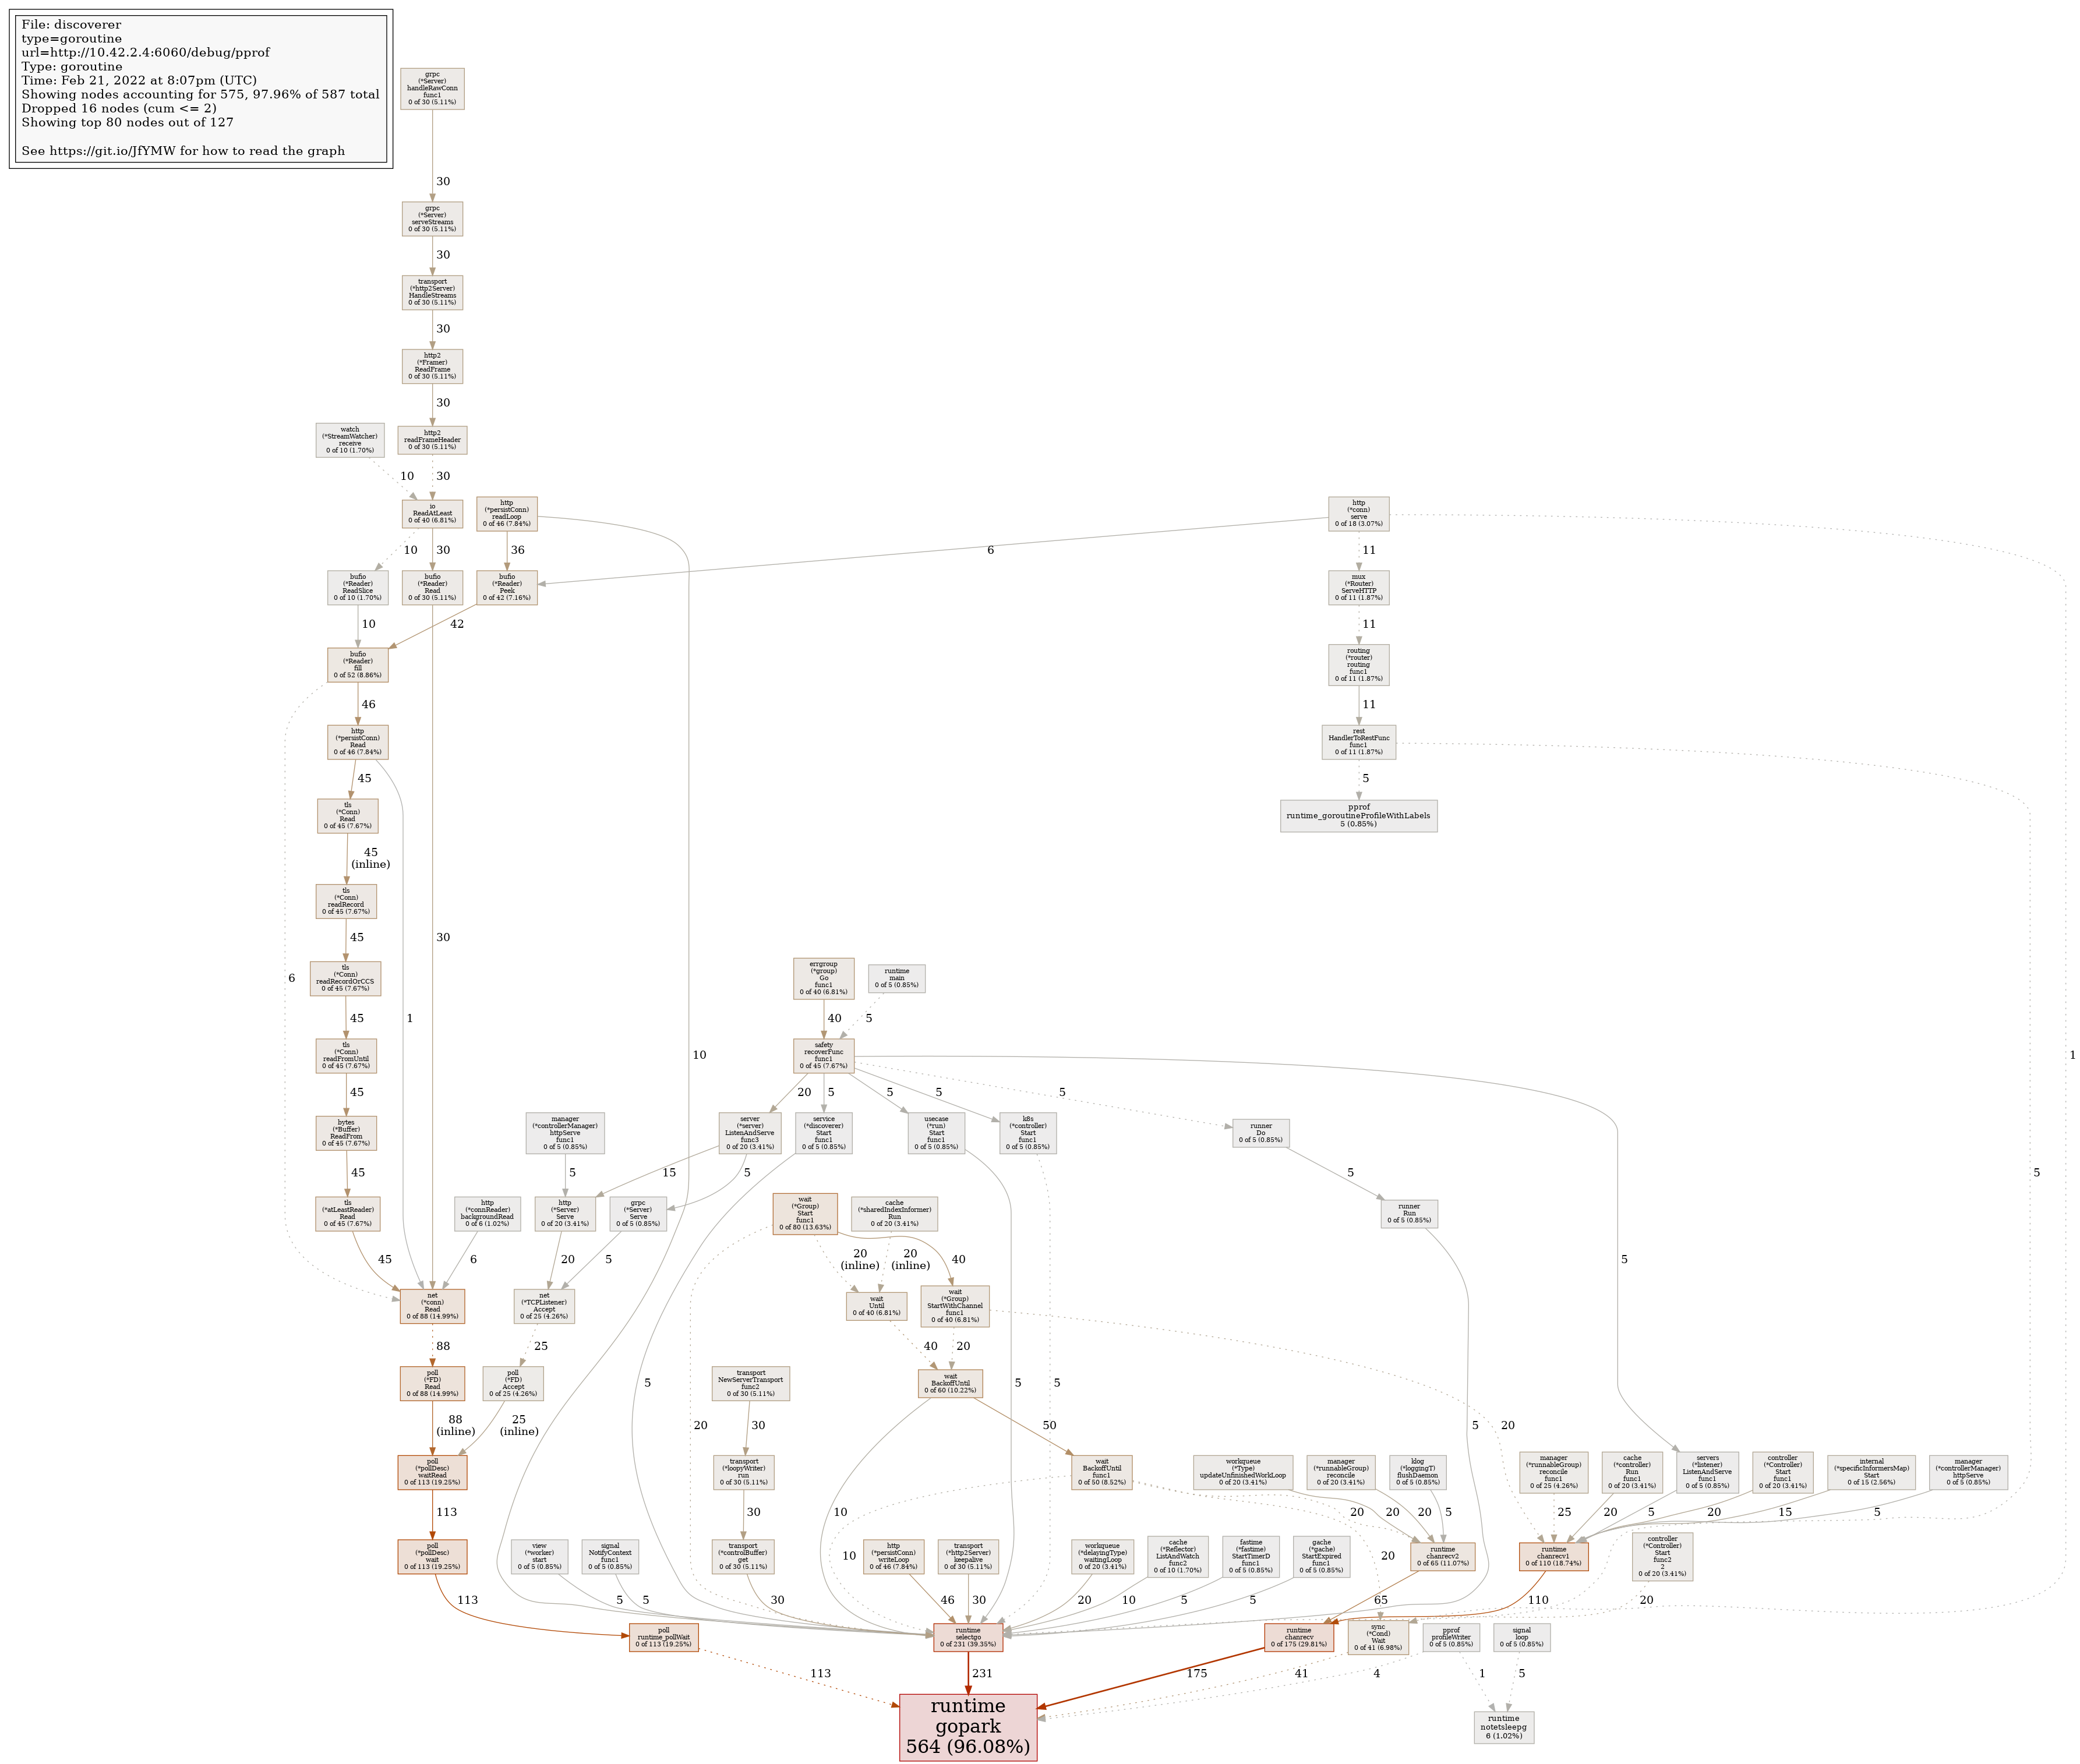 File: discoverer
type=goroutine
url=http://10.42.2.4:6060/debug/pprof
Type: goroutine
Time: Feb 21, 2022 at 8:07pm (UTC)
Showing nodes accounting for 575, 97.96% of 587 total
Dropped 16 nodes (cum <= 2)
Showing top 80 nodes out of 127
See https://git.io/JfYMW for how to read the graph
grpc
(*Server)
handleRawConn
func1
0 of 30 (5.11%)
30
grpc
(*Server)
serveStreams
0 of 30 (5.11%)
30
transport
(*http2Server)
HandleStreams
0 of 30 (5.11%)
30
http2
(*Framer)
ReadFrame
0 of 30 (5.11%)
30
watch
(*StreamWatcher)
receive
0 of 10 (1.70%)
http2
readFrameHeader
0 of 30 (5.11%)
10
30
io
ReadAtLeast
0 of 40 (6.81%)
http
(*persistConn)
readLoop
0 of 46 (7.84%)
http
(*conn)
serve
0 of 18 (3.07%)
10
30
36
6
11
bufio
(*Reader)
ReadSlice
0 of 10 (1.70%)
bufio
(*Reader)
Read
0 of 30 (5.11%)
bufio
(*Reader)
Peek
0 of 42 (7.16%)
mux
(*Router)
ServeHTTP
0 of 11 (1.87%)
10
42
11
bufio
(*Reader)
fill
0 of 52 (8.86%)
routing
(*router)
routing
func1
0 of 11 (1.87%)
46
11
http
(*persistConn)
Read
0 of 46 (7.84%)
rest
HandlerToRestFunc
func1
0 of 11 (1.87%)
45
5
tls
(*Conn)
Read
0 of 45 (7.67%)
pprof
runtime_goroutineProfileWithLabels
5 (0.85%)
45
(inline)
tls
(*Conn)
readRecord
0 of 45 (7.67%)
45
30
tls
(*Conn)
readRecordOrCCS
0 of 45 (7.67%)
6
errgroup
(*group)
Go
func1
0 of 40 (6.81%)
runtime
main
0 of 5 (0.85%)
45
1
40
5
10
1
tls
(*Conn)
readFromUntil
0 of 45 (7.67%)
safety
recoverFunc
func1
0 of 45 (7.67%)
45
20
5
5
5
5
bytes
(*Buffer)
ReadFrom
0 of 45 (7.67%)
manager
(*controllerManager)
httpServe
func1
0 of 5 (0.85%)
server
(*server)
ListenAndServe
func3
0 of 20 (3.41%)
service
(*discoverer)
Start
func1
0 of 5 (0.85%)
usecase
(*run)
Start
func1
0 of 5 (0.85%)
k8s
(*controller)
Start
func1
0 of 5 (0.85%)
runner
Do
0 of 5 (0.85%)
45
5
15
5
5
5
tls
(*atLeastReader)
Read
0 of 45 (7.67%)
http
(*connReader)
backgroundRead
0 of 6 (1.02%)
http
(*Server)
Serve
0 of 20 (3.41%)
grpc
(*Server)
Serve
0 of 5 (0.85%)
wait
(*Group)
Start
func1
0 of 80 (13.63%)
cache
(*sharedIndexInformer)
Run
0 of 20 (3.41%)
runner
Run
0 of 5 (0.85%)
45
6
20
5
20
(inline)
20
(inline)
40
5
net
(*conn)
Read
0 of 88 (14.99%)
net
(*TCPListener)
Accept
0 of 25 (4.26%)
wait
Until
0 of 40 (6.81%)
wait
(*Group)
StartWithChannel
func1
0 of 40 (6.81%)
88
25
40
20
poll
(*FD)
Read
0 of 88 (14.99%)
poll
(*FD)
Accept
0 of 25 (4.26%)
transport
NewServerTransport
func2
0 of 30 (5.11%)
wait
BackoffUntil
0 of 60 (10.22%)
5
5
5
88
(inline)
25
(inline)
30
20
50
5
20
poll
(*pollDesc)
waitRead
0 of 113 (19.25%)
transport
(*loopyWriter)
run
0 of 30 (5.11%)
wait
BackoffUntil
func1
0 of 50 (8.52%)
workqueue
(*Type)
updateUnfinishedWorkLoop
0 of 20 (3.41%)
manager
(*runnableGroup)
reconcile
0 of 20 (3.41%)
klog
(*loggingT)
flushDaemon
0 of 5 (0.85%)
manager
(*runnableGroup)
reconcile
func1
0 of 25 (4.26%)
cache
(*controller)
Run
func1
0 of 20 (3.41%)
servers
(*listener)
ListenAndServe
func1
0 of 5 (0.85%)
controller
(*Controller)
Start
func1
0 of 20 (3.41%)
internal
(*specificInformersMap)
Start
0 of 15 (2.56%)
manager
(*controllerManager)
httpServe
0 of 5 (0.85%)
113
30
10
20
20
20
5
25
20
5
20
15
5
poll
(*pollDesc)
wait
0 of 113 (19.25%)
view
(*worker)
start
0 of 5 (0.85%)
signal
NotifyContext
func1
0 of 5 (0.85%)
transport
(*controlBuffer)
get
0 of 30 (5.11%)
10
http
(*persistConn)
writeLoop
0 of 46 (7.84%)
transport
(*http2Server)
keepalive
0 of 30 (5.11%)
workqueue
(*delayingType)
waitingLoop
0 of 20 (3.41%)
cache
(*Reflector)
ListAndWatch
func2
0 of 10 (1.70%)
fastime
(*fastime)
StartTimerD
func1
0 of 5 (0.85%)
gache
(*gache)
StartExpired
func1
0 of 5 (0.85%)
20
runtime
chanrecv2
0 of 65 (11.07%)
runtime
chanrecv1
0 of 110 (18.74%)
controller
(*Controller)
Start
func2
2
0 of 20 (3.41%)
113
5
5
30
46
30
20
10
5
5
65
110
20
poll
runtime_pollWait
0 of 113 (19.25%)
runtime
selectgo
0 of 231 (39.35%)
runtime
chanrecv
0 of 175 (29.81%)
sync
(*Cond)
Wait
0 of 41 (6.98%)
pprof
profileWriter
0 of 5 (0.85%)
signal
loop
0 of 5 (0.85%)
113
231
175
41
4
1
5
runtime
gopark
564 (96.08%)
runtime
notetsleepg
6 (1.02%)